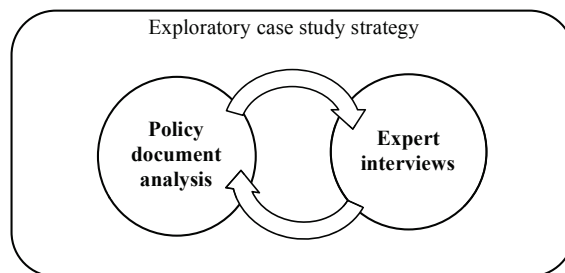 Exploratory case study strategy
Policy
document
analysis
Expert
interviews